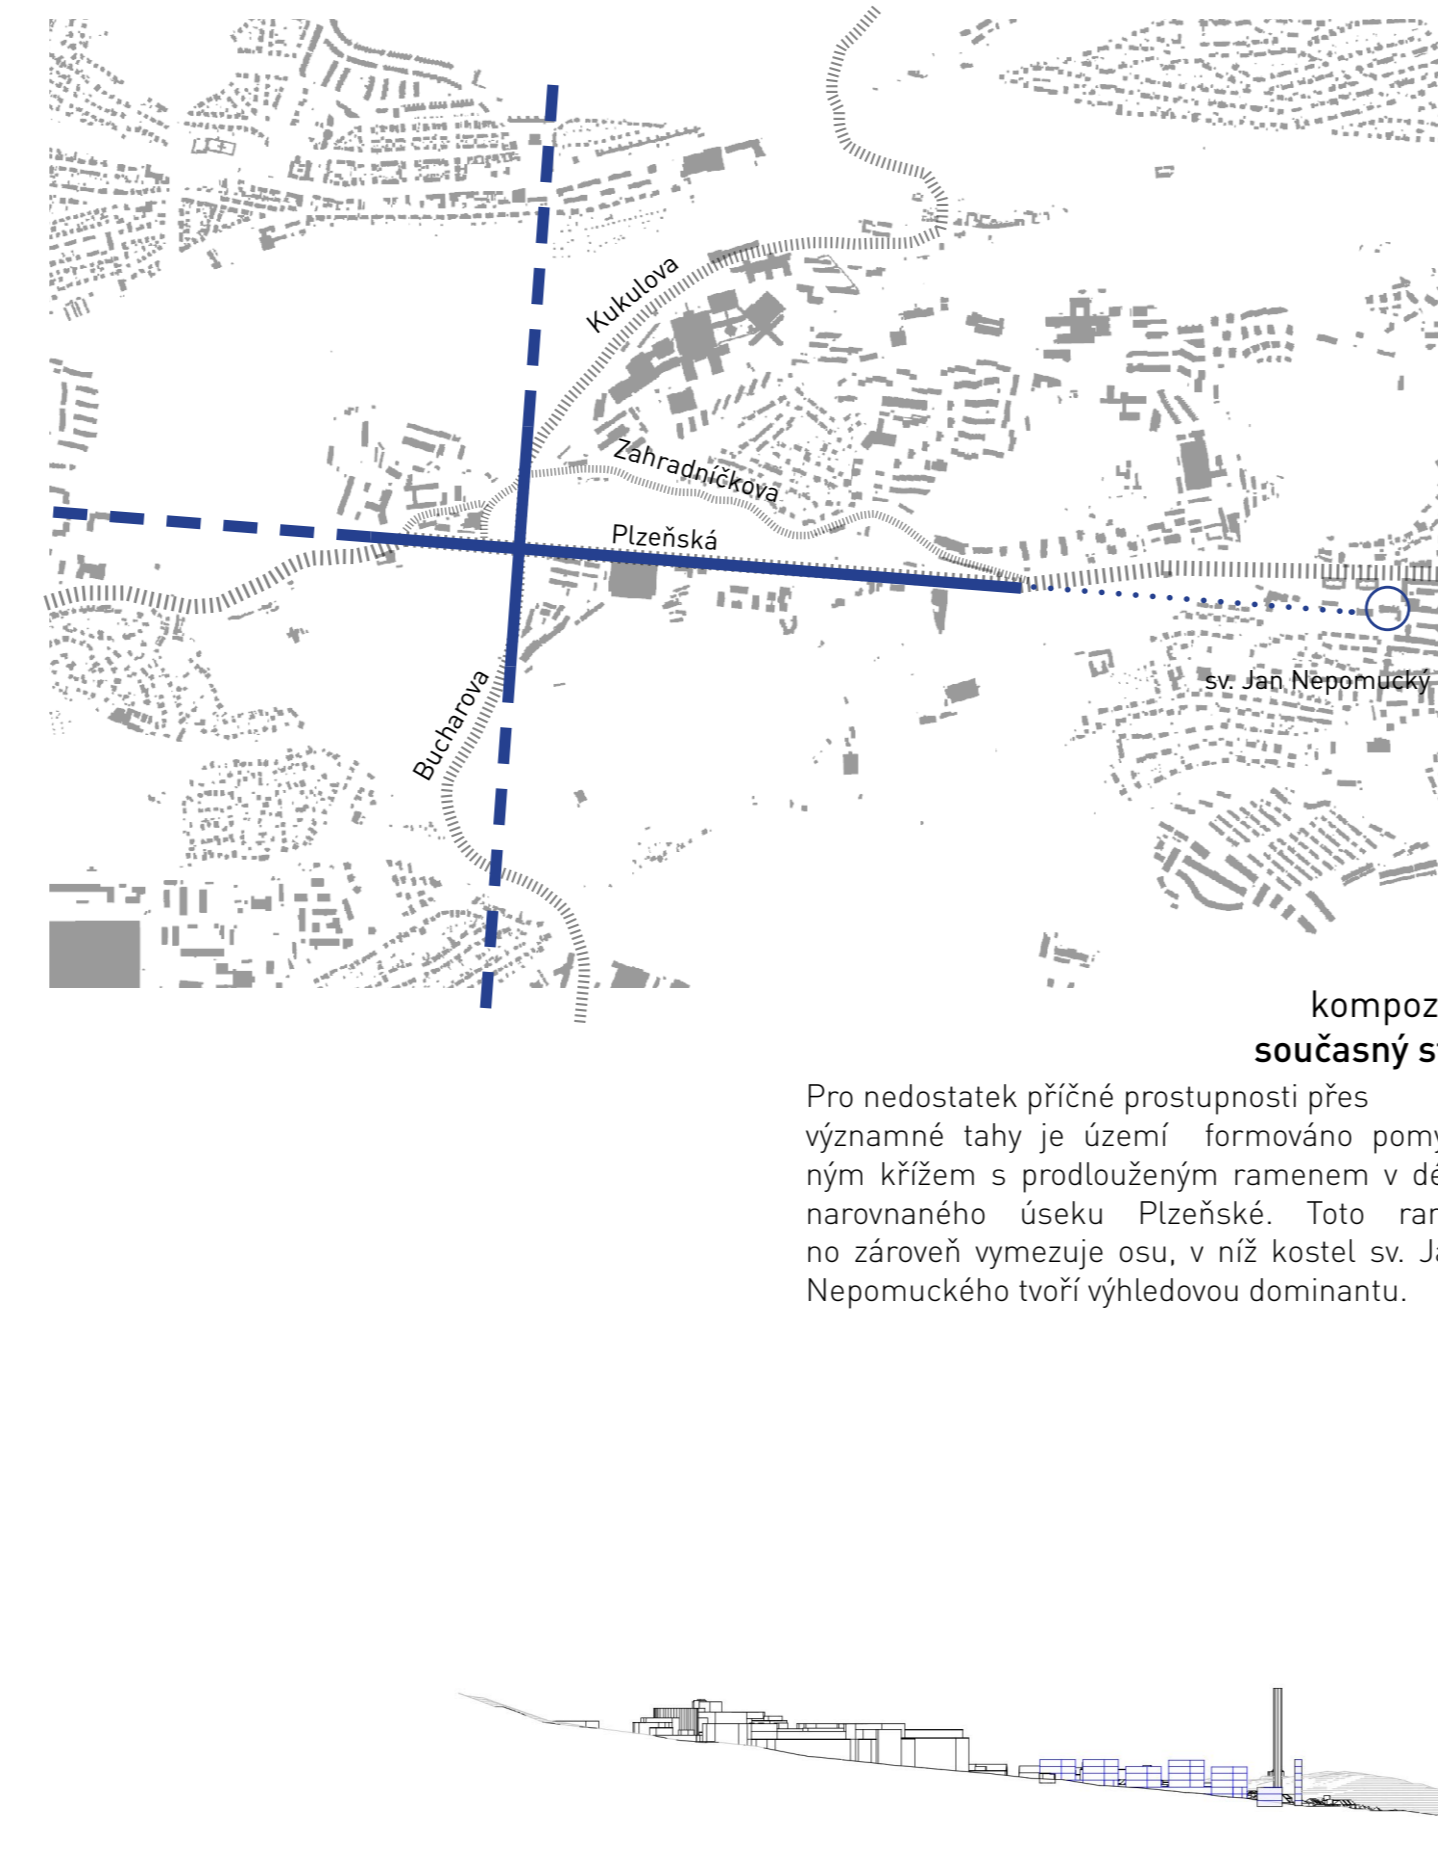 Kukulova
Zahradníčkova
Plzeňská
Bucharova
sv. Jan Nepomucký
kompoz
současný st
Pro nedostatek příčné prostupnosti přes
významné tahy je území formováno pomy
ným křížem s prodlouženým ramenem v dé
narovnaného úseku Plzeňské. Toto ram
no zároveň vymezuje osu, v níž kostel sv. Ja
Nepomuckého tvoří výhledovou dominantu.